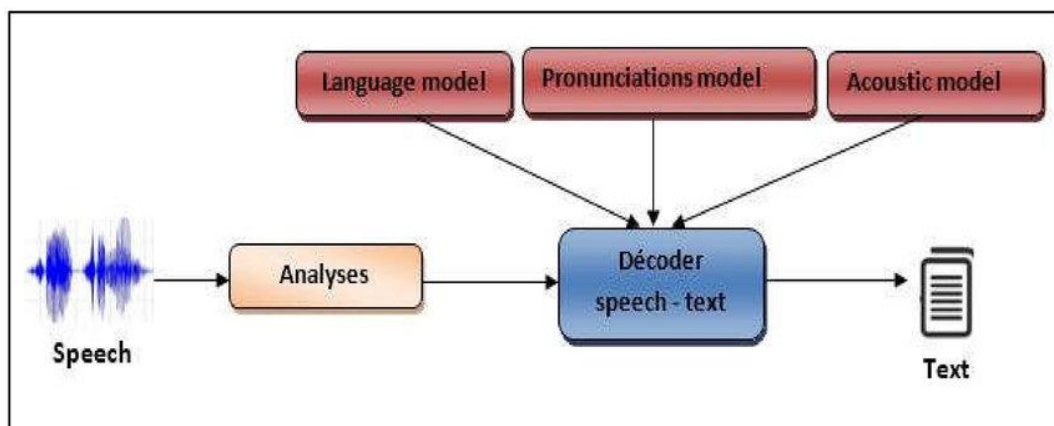 Language model
Pronunciations model
Acoustic model
Analyses
Décoder
speech - text
Speech
Text